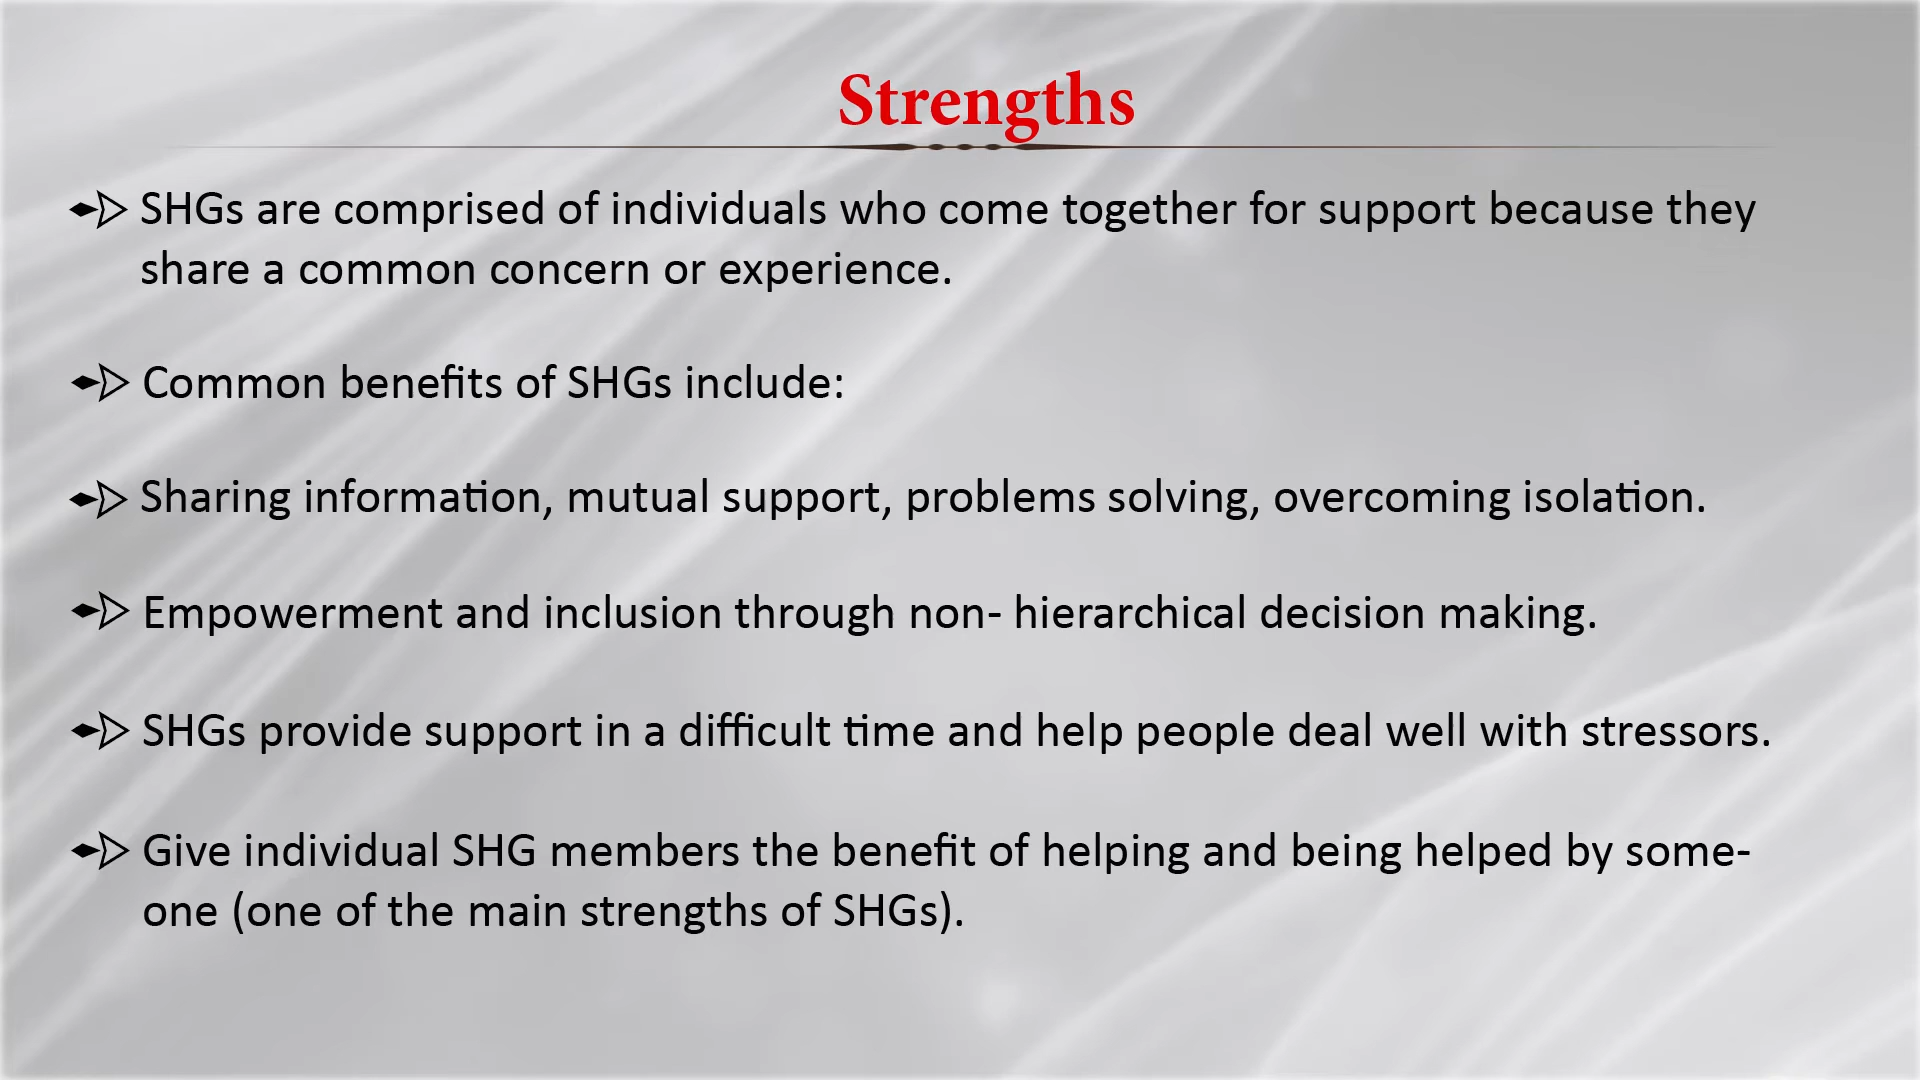 Strengths
SHGs are comprised of individuals who come together for support because they
share a common concern or experience.
Common benefits of SHGs include:
Sharing information, mutual support, problems solving, overcoming isolation.
Empowerment and inclusion through non- hierarchical decision making.
SHGs provide support in a difficult time and help people deal well with stressors.
Give individual SHG members the benefit of helping and being helped by some-
one (one of the main strengths of SHGs).